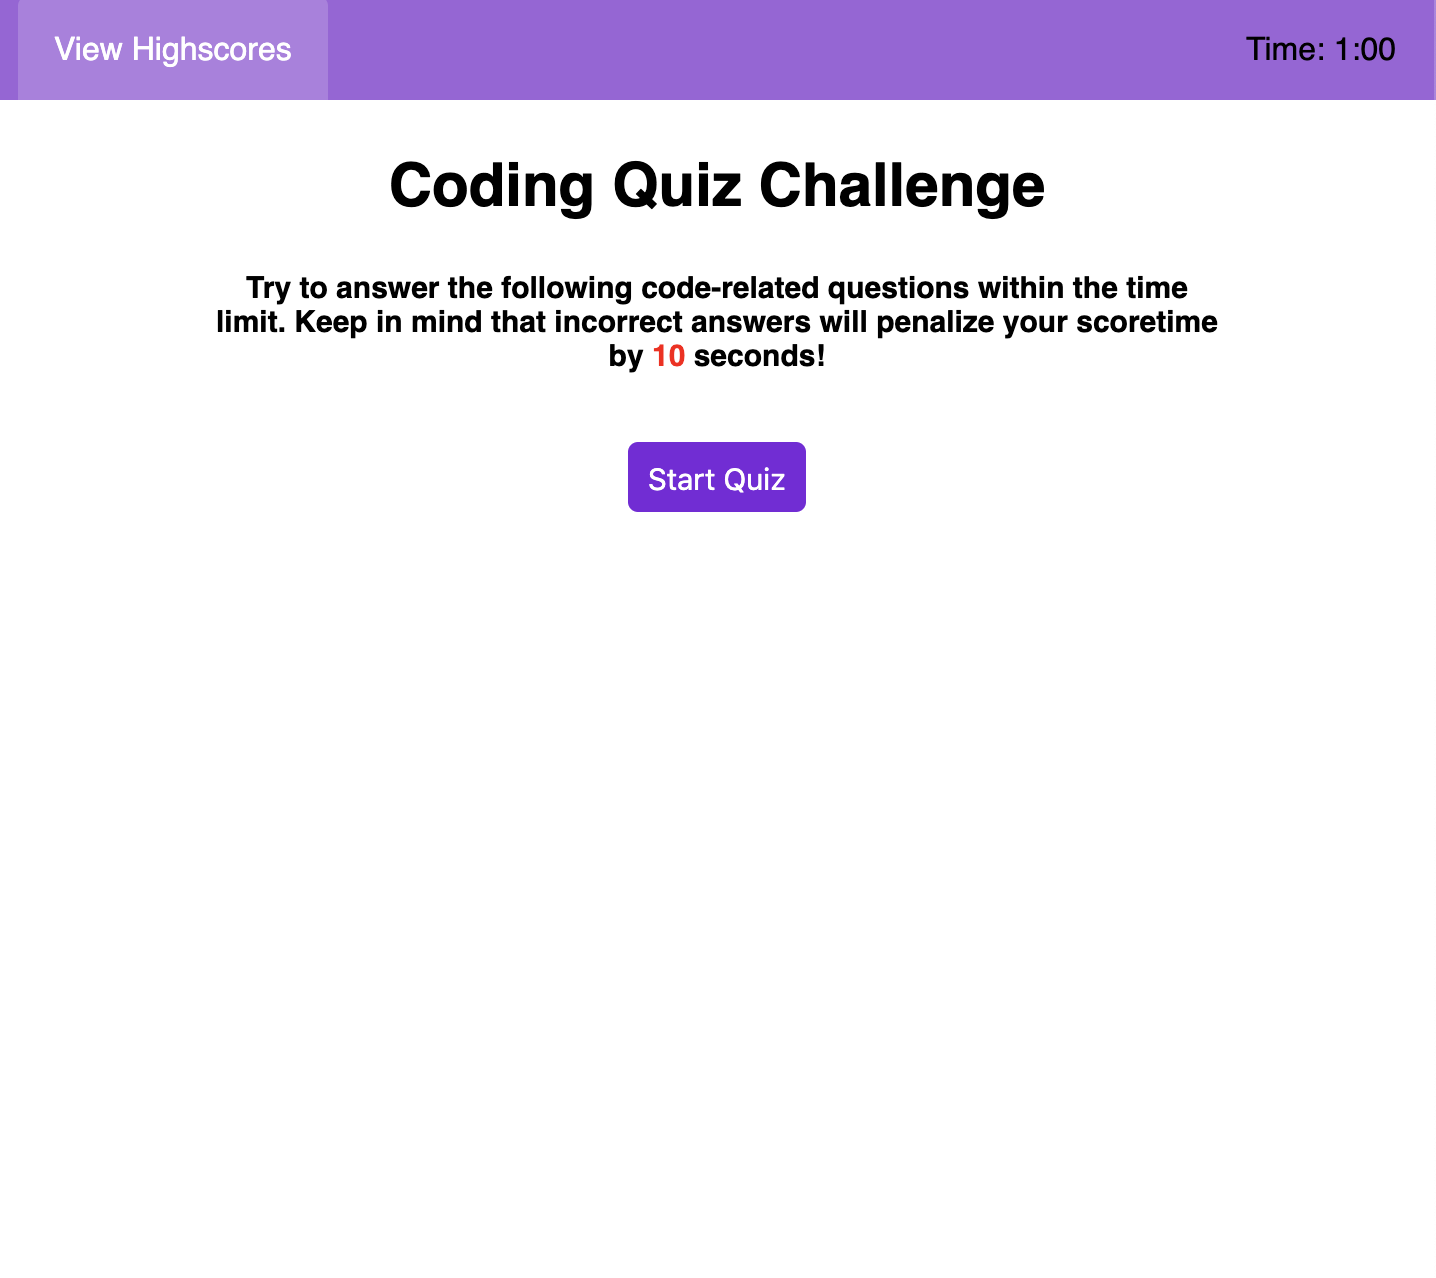 View Highscores
Time: 1:00
Coding Quiz Challenge
Try to answer the following code-related questions within the time
limit. Keep in mind that incorrect answers will penalize your scoretime
by 10 seconds!
Start Quiz